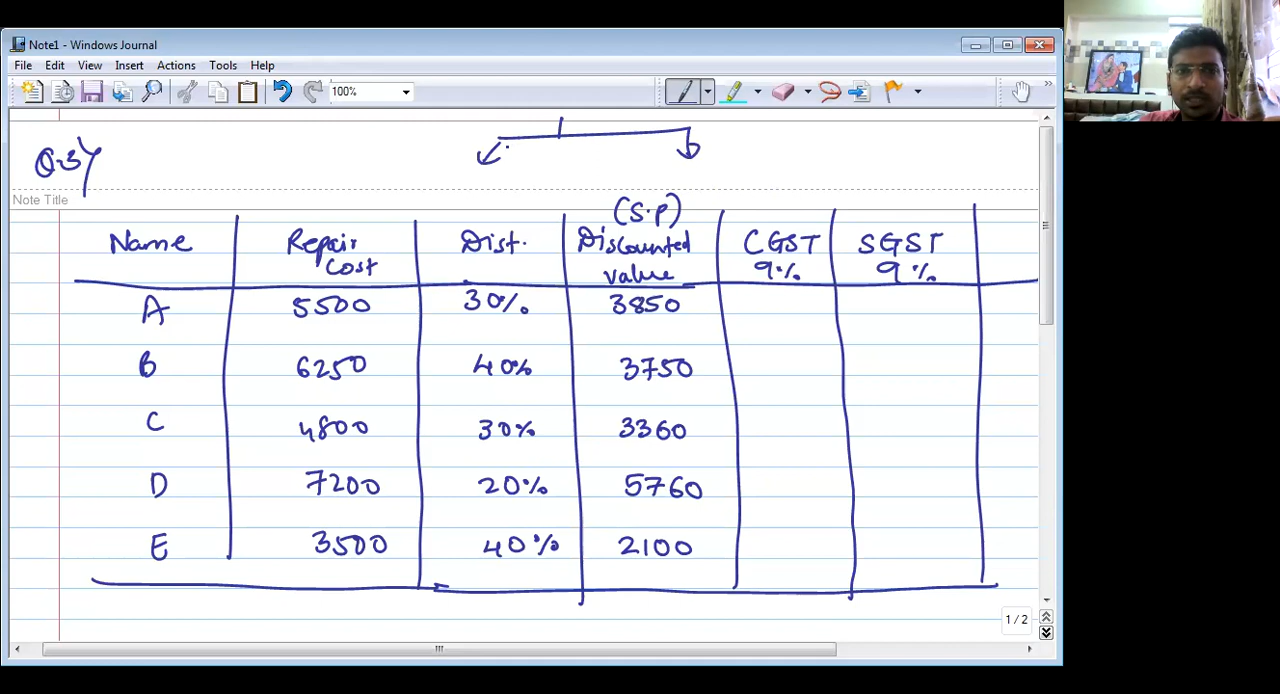 Note1 - Windows Journal
File Edit View Insert Actions Tools Help
100%
Q.3Y
Note Title
Name Repair Cost Dist. (S.P) Discounted value CGST 9% SGST 9%
A 5500 30% 3850
B 6250 40% 3750
C 4800 30% 3360
D 7200 20% 5760
E 3500 40% 2100
1 / 2